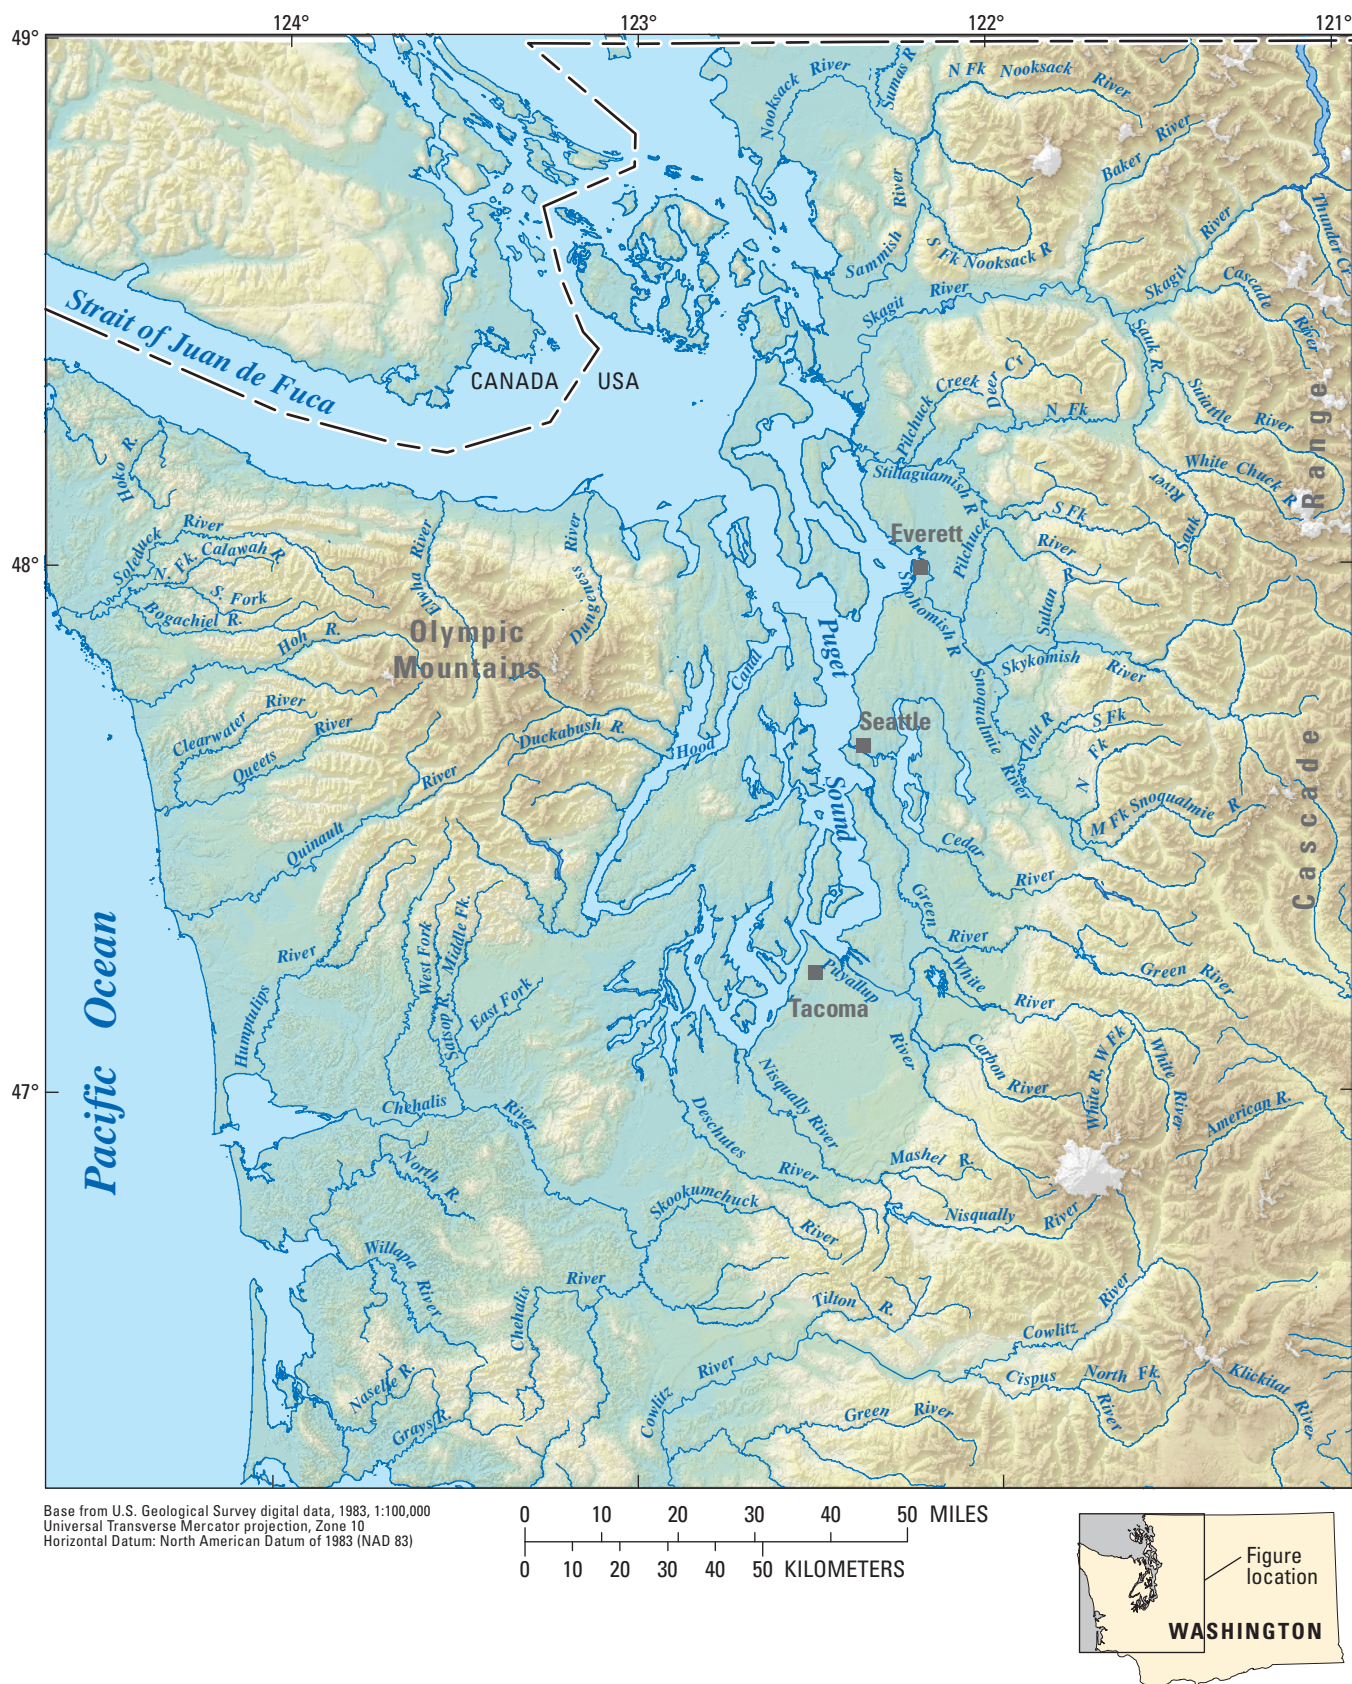 124°
123°
122°
121°
49°
48°
47°
Nooksack River
Sumas R
N Fk Nooksack River
Baker River
Thunder Cr.
Sammish River
S Fk Nooksack R
Skagit River
Skagil River
Cascade River
Strait of Juan de Fuca
CANADA
USA
Sauk R
Suiattle River
Pilchuck Creek
Deer Cr.
N Fk
Stillaguamish R
White Chuck R
Sauk River
S Fk
Hoko R.
Soleduck River
N. Fk. Calawah R.
S. Fork
Bogachiel R.
Hoh R.
Elwha River
Dungeness River
Olympic
Mountains
Everett
Pilchuck
River
Sultan R
Snohomish R
Skykomish River
Snoqualmie River
Tolt R
S Fk
N Fk
M Fk Snoqualmie R
Puget Sound
Seattle
Hood Canal
Clearwater River
Queets River
Duckabush R.
Quinault River
Cedar River
Green River
Green River
Cascade Range
Pacific Ocean
Humptulips River
West Fork
Satsop R.
Middle Fk.
East Fork
Puyallup River
Tacoma
White River
Carbon River
White R, W Fk
White River
American R.
Chehalis River
Nisqually River
Deschutes River
Mashel R.
Nisqually River
Skookumchuck River
North R.
Willapa River
Chehalis River
Tilton R.
Cowlitz River
Cowlitz River
Cispus River
North Fk.
Klickitat River
Green River
Naselle R.
Grays R.
Base from U.S. Geological Survey digital data, 1983, 1:100,000
Universal Transverse Mercator projection, Zone 10
Horizontal Datum: North American Datum of 1983 (NAD 83)
0 10 20 30 40 50 MILES
0 10 20 30 40 50 KILOMETERS
Figure
location
WASHINGTON